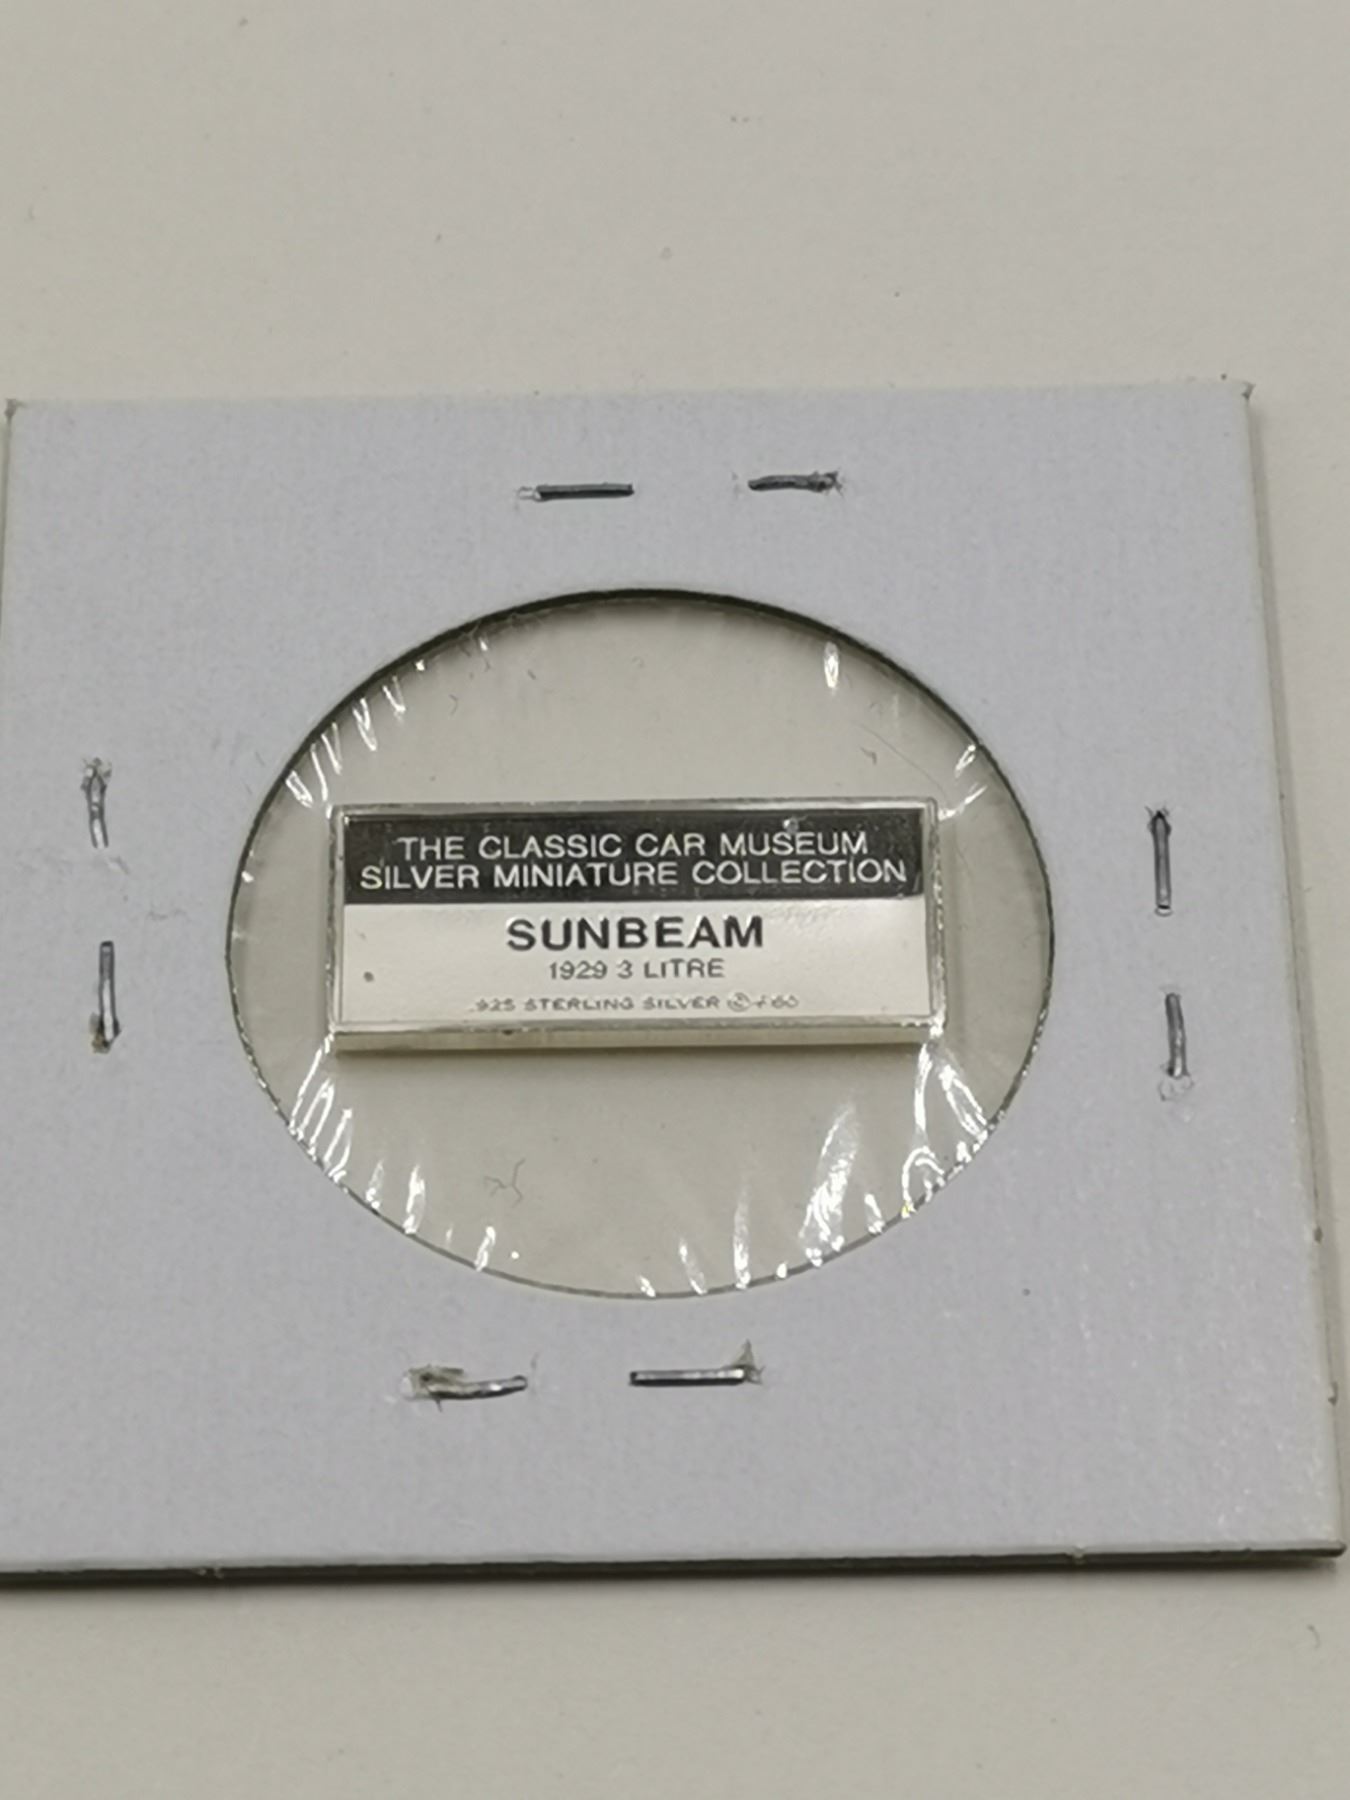 THE CLASSIC CAR MUSEUM
SILVER MINIATURE COLLECTION
SUNBEAM
1929 3 LITRE
.925 STERLING SILVER